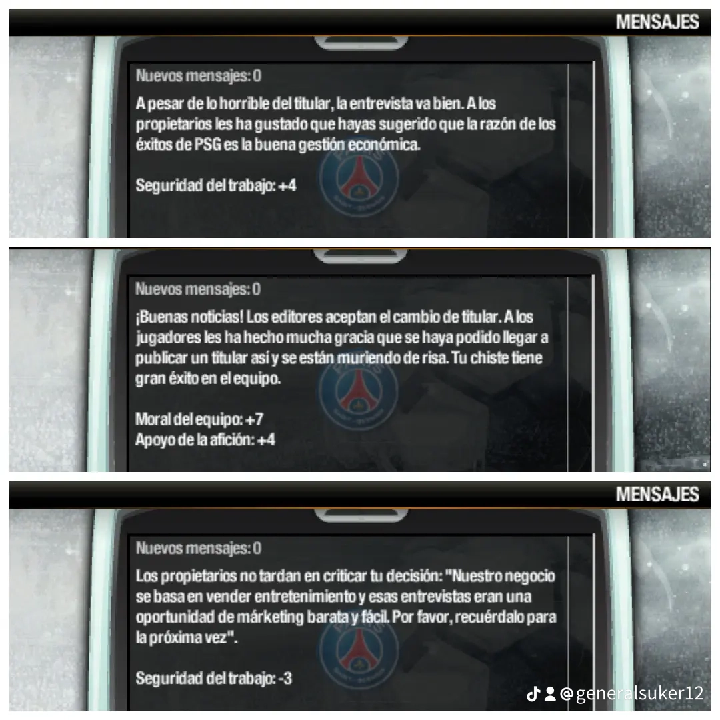 MENSAJES
Nuevos mensajes: 0
A pesar de lo horrible del titular, la entrevista va bien. A los
propietarios les ha gustado que hayas sugerido que la razón de los
éxitos de PSG es la buena gestión económica.
Seguridad del trabajo: +4
Nuevos mensajes: 0
¡Buenas noticias! Los editores aceptan el cambio de titular. A los
jugadores les ha hecho mucha gracia que se haya podido llegar a
publicar un titular así y se están muriendo de risa. Tu chiste tiene
gran éxito en el equipo.
Moral del equipo: +7
Apoyo de la afición: +4
MENSAJES
Nuevos mensajes: 0
Los propietarios no tardan en criticar tu decisión: "Nuestro negocio
se basa en vender entretenimiento y esas entrevistas eran una
oportunidad de márketing barata y fácil. Por favor, recuérdalo para
la próxima vez".
Seguridad del trabajo: -3
@generalsuker12